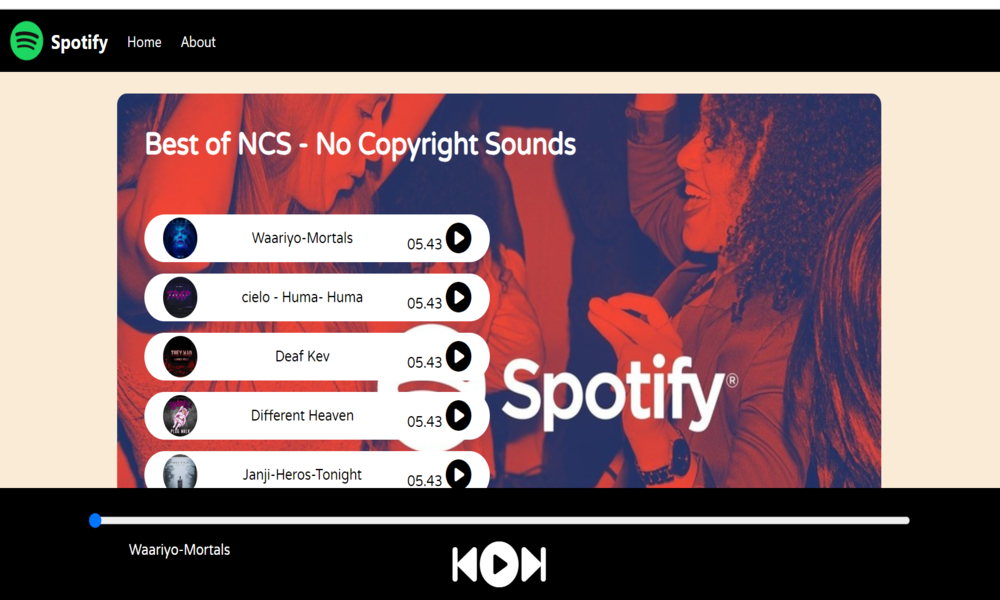 Spotify Home About
Best of NCS - No Copyright Sounds
Waariyo-Mortals 05.43
cielo - Huma- Huma 05.43
Deaf Kev 05.43
Different Heaven 05.43
Janji-Heros-Tonight 05.43
Spotify®
Waariyo-Mortals